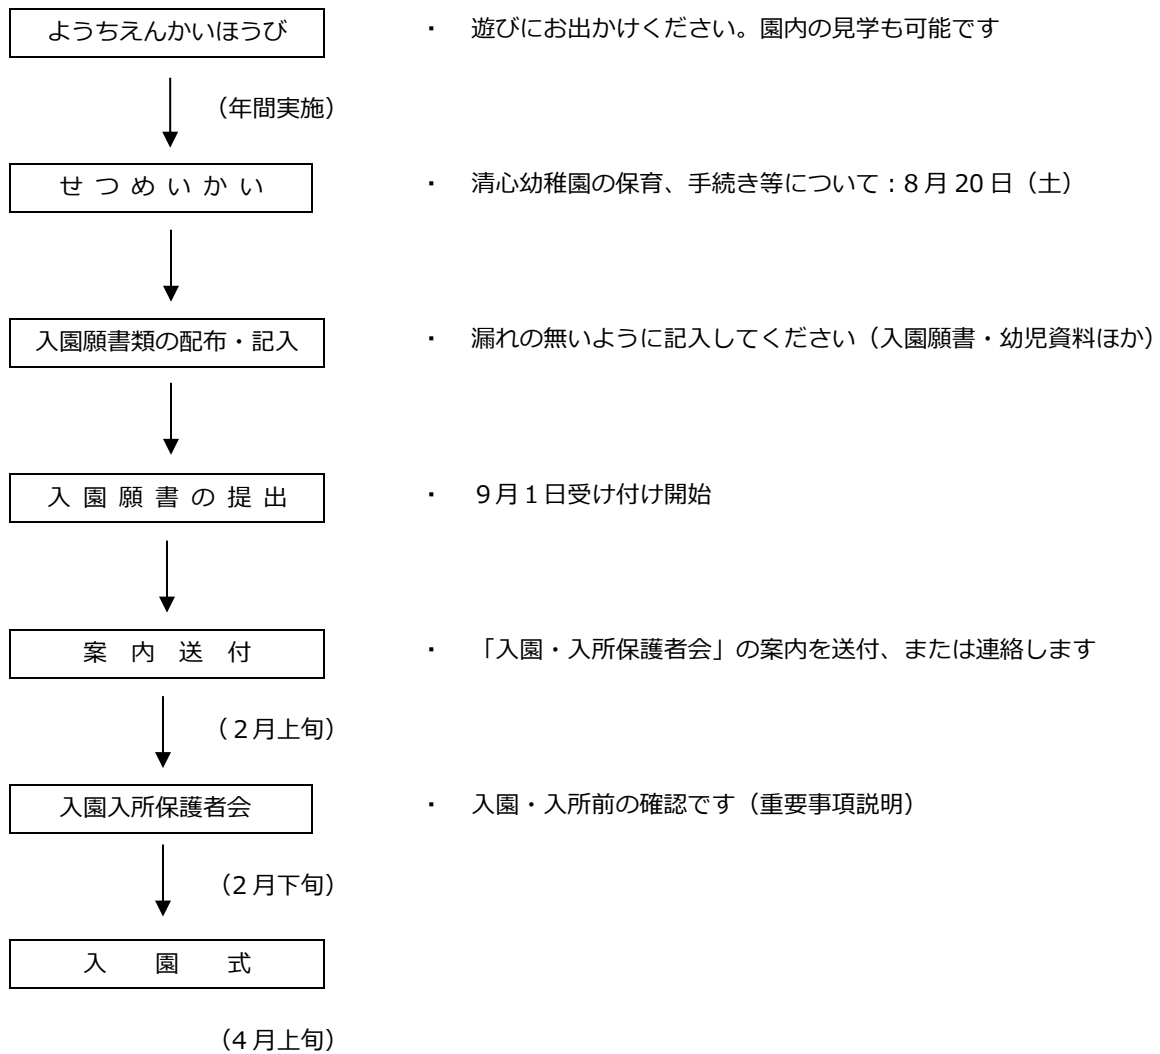 ようちえんかいほうび
・ 遊びにお出かけください。園内の見学も可能です
（年間実施）
せ つ め い か い
・ 清心幼稚園の保育、手続き等について：8 月 20 日（土）
入園願書類の配布・記入
・ 漏れの無いように記入してください（入園願書・幼児資料ほか）
入 園 願 書 の 提 出
・ ９月１日受け付け開始
案 内 送 付
・ 「入園・入所保護者会」の案内を送付、または連絡します
（２月上旬）
入園入所保護者会
・ 入園・入所前の確認です（重要事項説明）
（2 月下旬）
入 園 式
（4 月上旬）